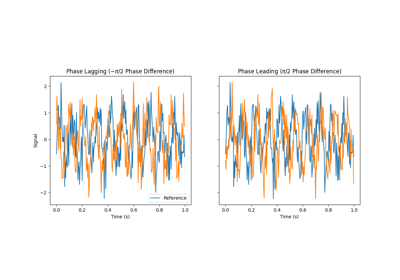 Phase Lagging (−π/2 Phase Difference)
Phase Leading (π/2 Phase Difference)
Signal
2
1
0
−1
−2
Reference
0.0 0.2 0.4 0.6 0.8 1.0
0.0 0.2 0.4 0.6 0.8 1.0
Time (s)
Time (s)